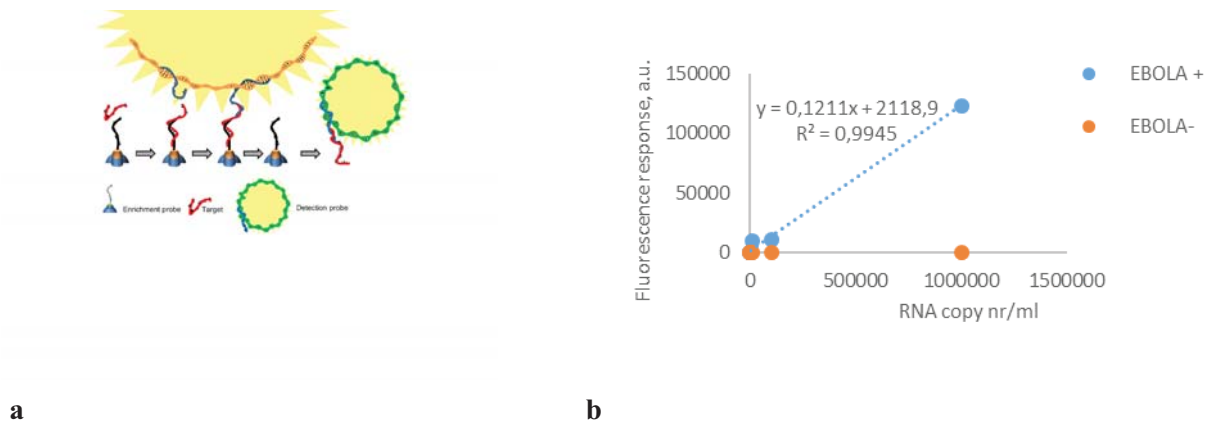 Enrichment probe
Target
Detection probe
a
Fluorescence response, a.u.
150000
100000
50000
0
y = 0,1211x + 2118,9
R² = 0,9945
0
500000
1000000
1500000
RNA copy nr/ml
EBOLA +
EBOLA-
b